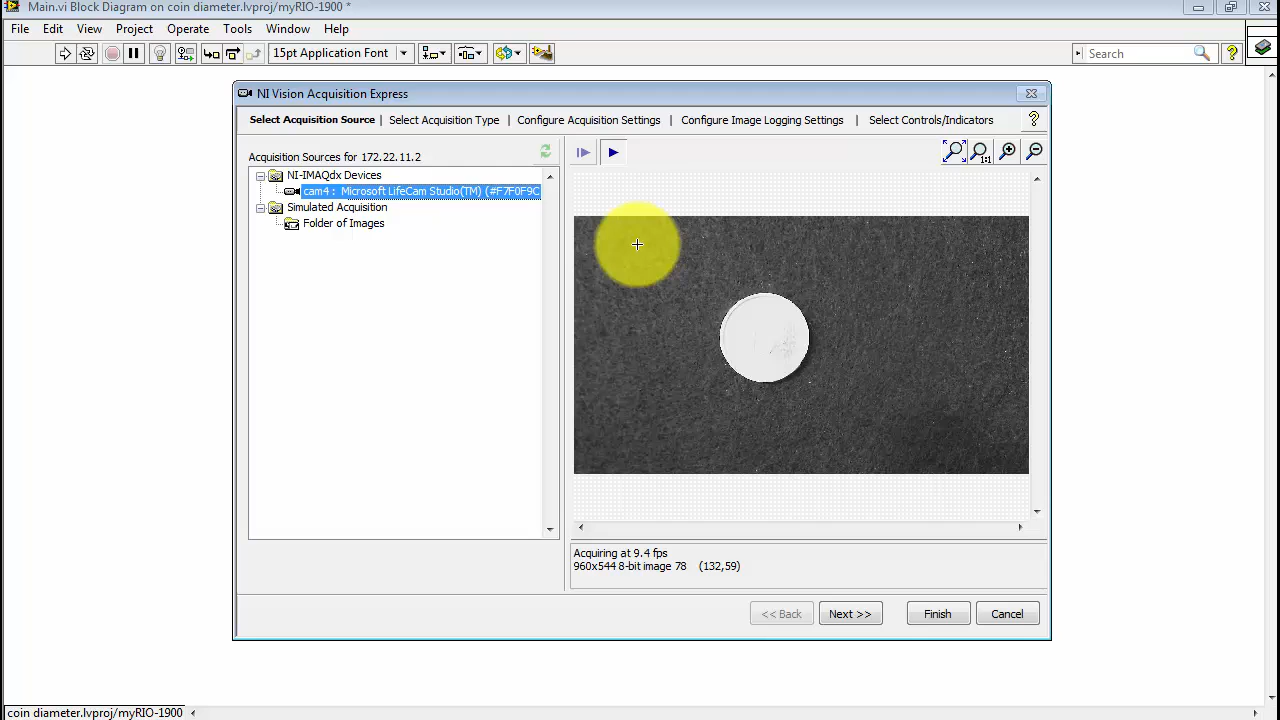 Main.vi Block Diagram on coin diameter.lvproj/myRIO-1900 *
File Edit View Project Operate Tools Window Help
15pt Application Font
Search
?
NI Vision Acquisition Express
Select Acquisition Source | Select Acquisition Type | Configure Acquisition Settings | Configure Image Logging Settings | Select Controls/Indicators
?
Acquisition Sources for 172.22.11.2
1:1
NI-IMAQdx Devices
cam4 : Microsoft LifeCam Studio(TM) (#F7F0F9C
Simulated Acquisition
Folder of Images
Acquiring at 9.4 fps
960x544 8-bit image 78 (132,59)
<< Back Next >> Finish Cancel
coin diameter.lvproj/myRIO-1900